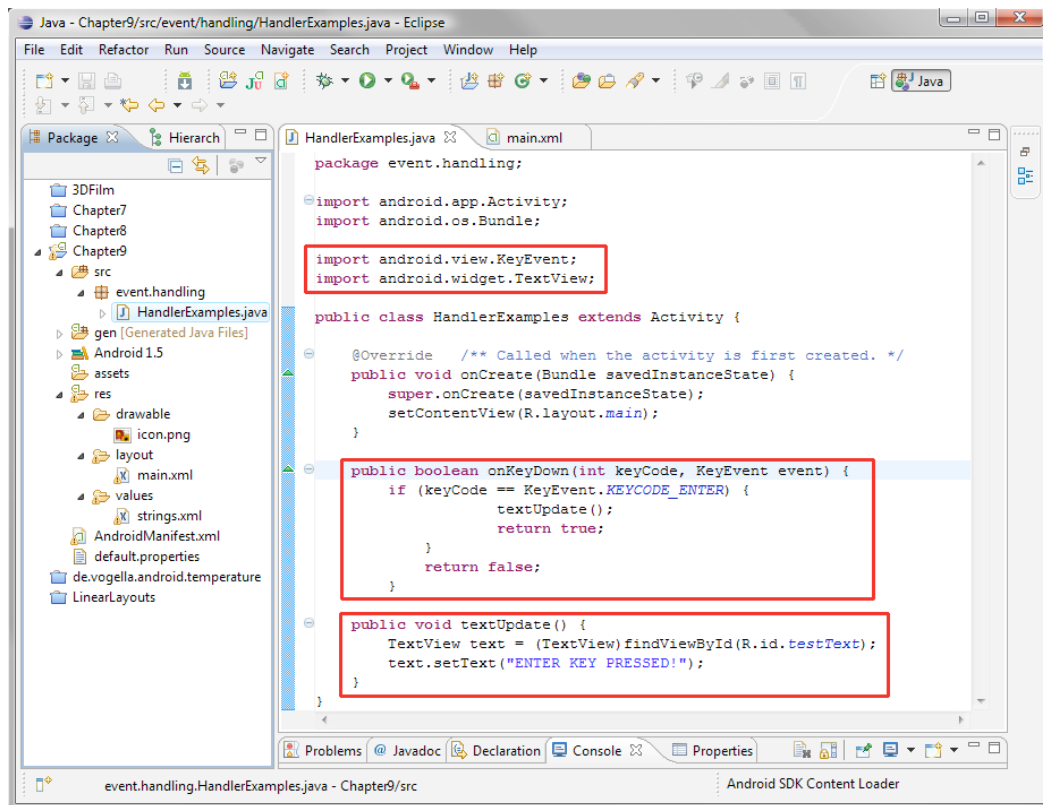 Java - Chapter9/src/event/handling/HandlerExamples.java - Eclipse
File Edit Refactor Run Source Navigate Search Project Window Help
Java
Package
Hierarch
3DFilm
Chapter7
Chapter8
Chapter9
src
event.handling
HandlerExamples.java
gen [Generated Java Files]
Android 1.5
assets
res
drawable
icon.png
layout
main.xml
values
strings.xml
AndroidManifest.xml
default.properties
de.vogella.android.temperature
LinearLayouts
HandlerExamples.java
main.xml
package event.handling;
import android.app.Activity;
import android.os.Bundle;
import android.view.KeyEvent;
import android.widget.TextView;
public class HandlerExamples extends Activity {
@Override /** Called when the activity is first created. */
public void onCreate(Bundle savedInstanceState) {
super.onCreate(savedInstanceState);
setContentView(R.layout.main);
}
public boolean onKeyDown(int keyCode, KeyEvent event) {
if (keyCode == KeyEvent.KEYCODE_ENTER) {
textUpdate();
return true;
}
return false;
}
public void textUpdate() {
TextView text = (TextView)findViewById(R.id.testText);
text.setText("ENTER KEY PRESSED!");
}
}
Problems @ Javadoc Declaration Console Properties
event.handling.HandlerExamples.java - Chapter9/src
Android SDK Content Loader